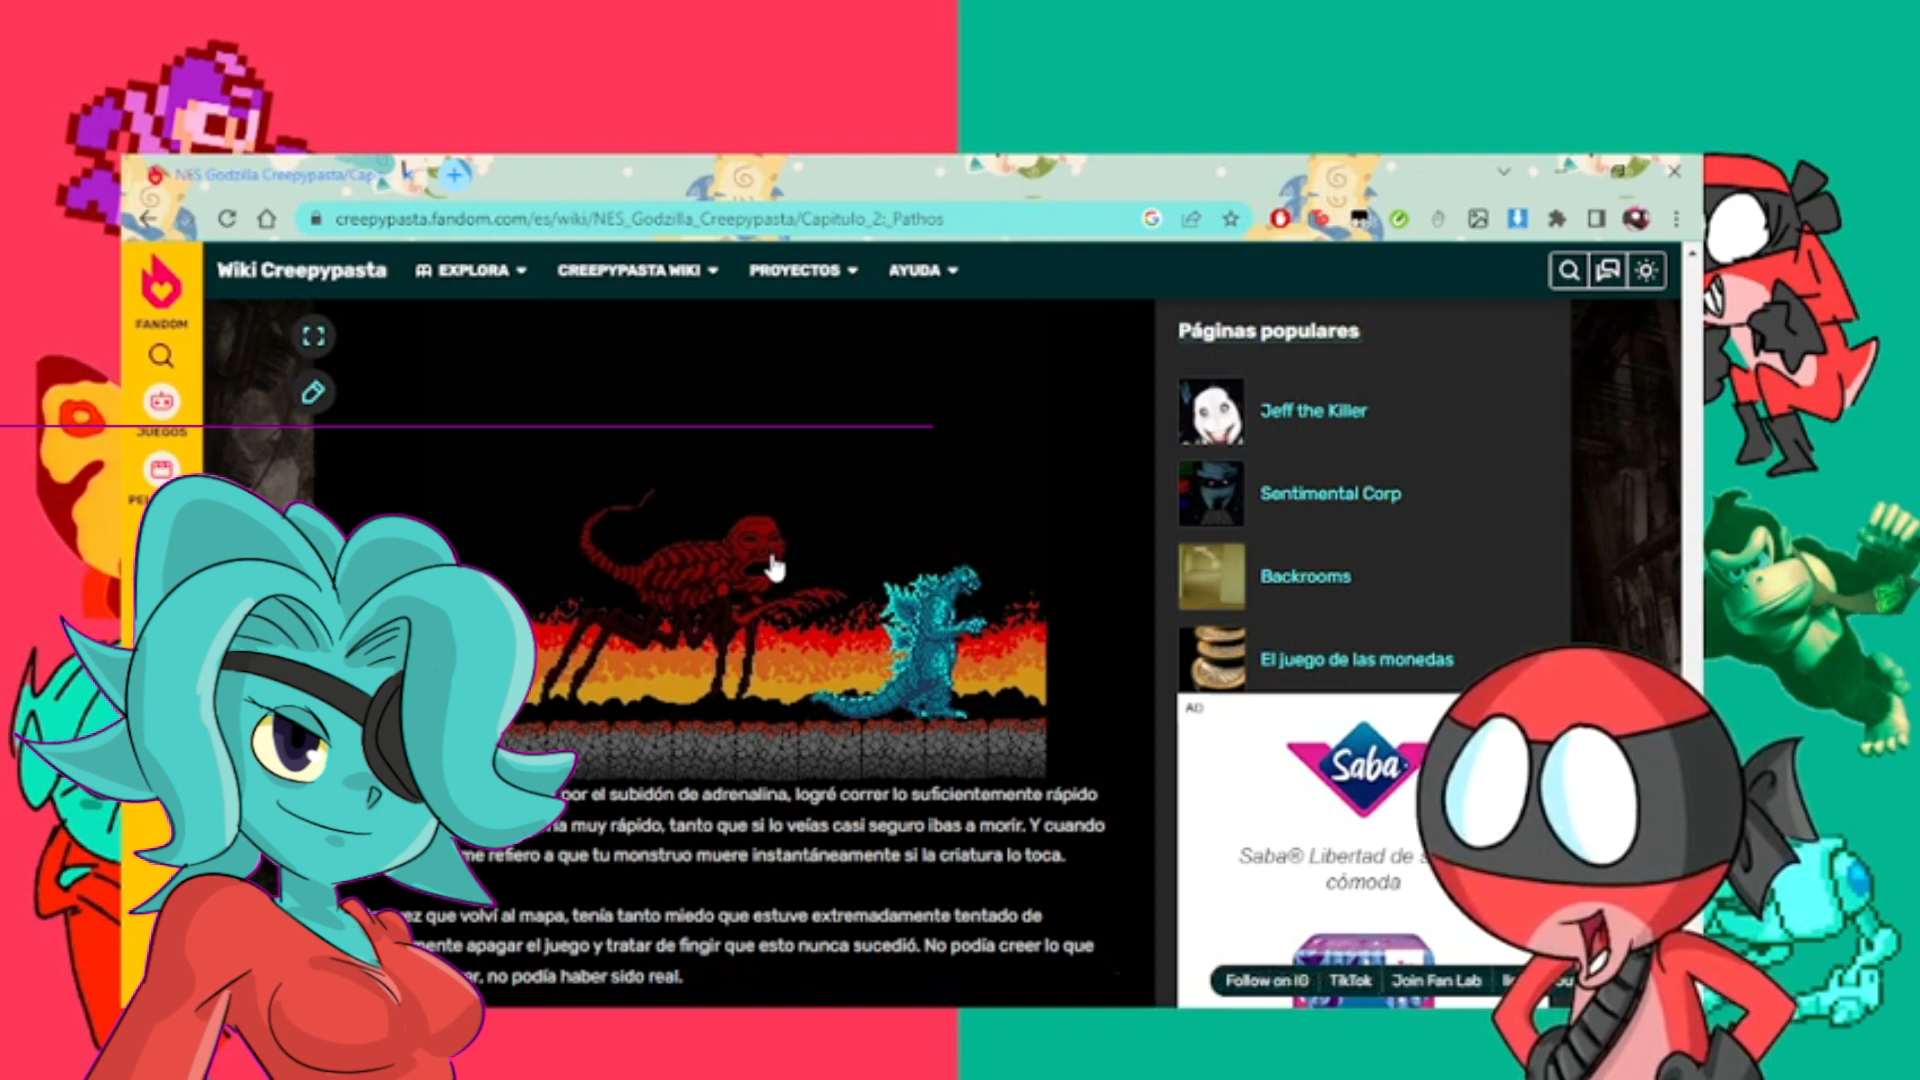 NES Godzilla Creepypasta/Cap
creepypasta.fandom.com/es/wiki/NES_Godzilla_Creepypasta/Capitulo_2:_Pathos
Wiki Creepypasta
EXPLORA
CREEPYPASTA WIKI
PROYECTOS
AYUDA
FANDOM
JUEGOS
PEL
Páginas populares
Jeff the Killer
Sentimental Corp
Backrooms
El juego de las monedas
AD
Saba
Saba® Libertad de s
cómoda
por el subidón de adrenalina, logré correr lo suficientemente rápido
muy rápido, tanto que si lo veías casi seguro ibas a morir. Y cuando
me refiero a que tu monstruo muere instantáneamente si la criatura lo toca.
ez que volví al mapa, tenía tanto miedo que estuve extremadamente tentado de
mente apagar el juego y tratar de fingir que esto nunca sucedió. No podía creer lo que
r, no podía haber sido real.
Follow on IG
TikTok
Join Fan Lab